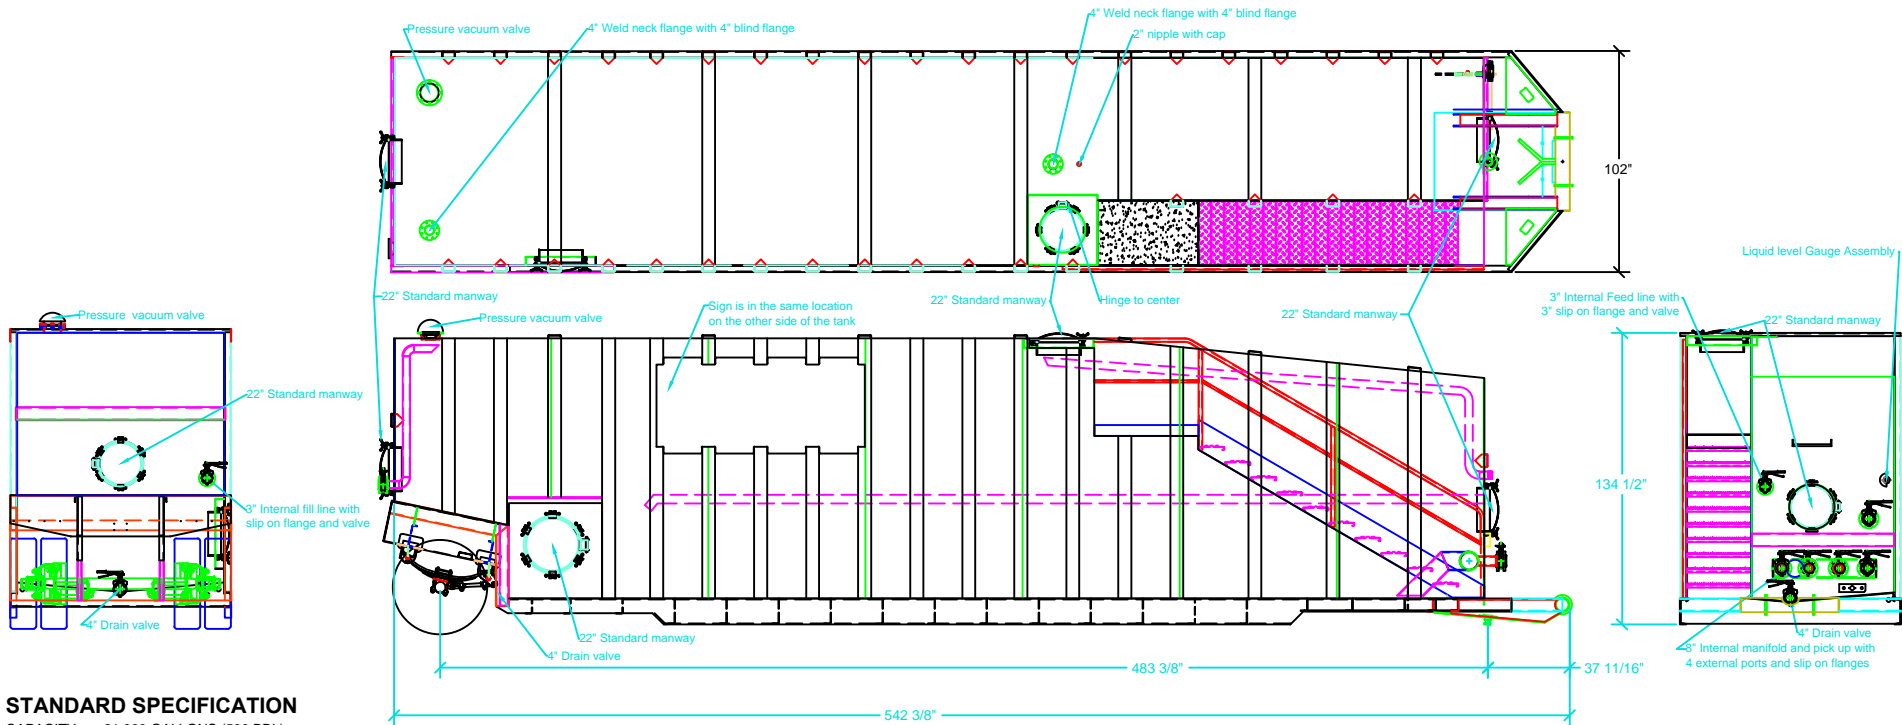 4" Weld neck flange with 4" blind flange
Pressure vacuum valve
4" Weld neck flange with 4" blind flange
2" nipple with cap
102"
Liquid level Gauge Assembly
22" Standard manway
Sign is in the same location
on the other side of the tank
22" Standard manway
Hinge to center
22" Standard manway
3" Internal Feed line with
3" slip on flange and valve
22" Standard manway
Pressure vacuum valve
Pressure vacuum valve
22" Standard manway
134 1/2"
3" Internal fill line with
slip on flange and valve
4" Drain valve
22" Standard manway
4" Drain valve
4" Drain valve
8" Internal manifold and pick up with
4 external ports and slip on flanges
483 3/8"
37 11/16"
542 3/8"
STANDARD SPECIFICATION